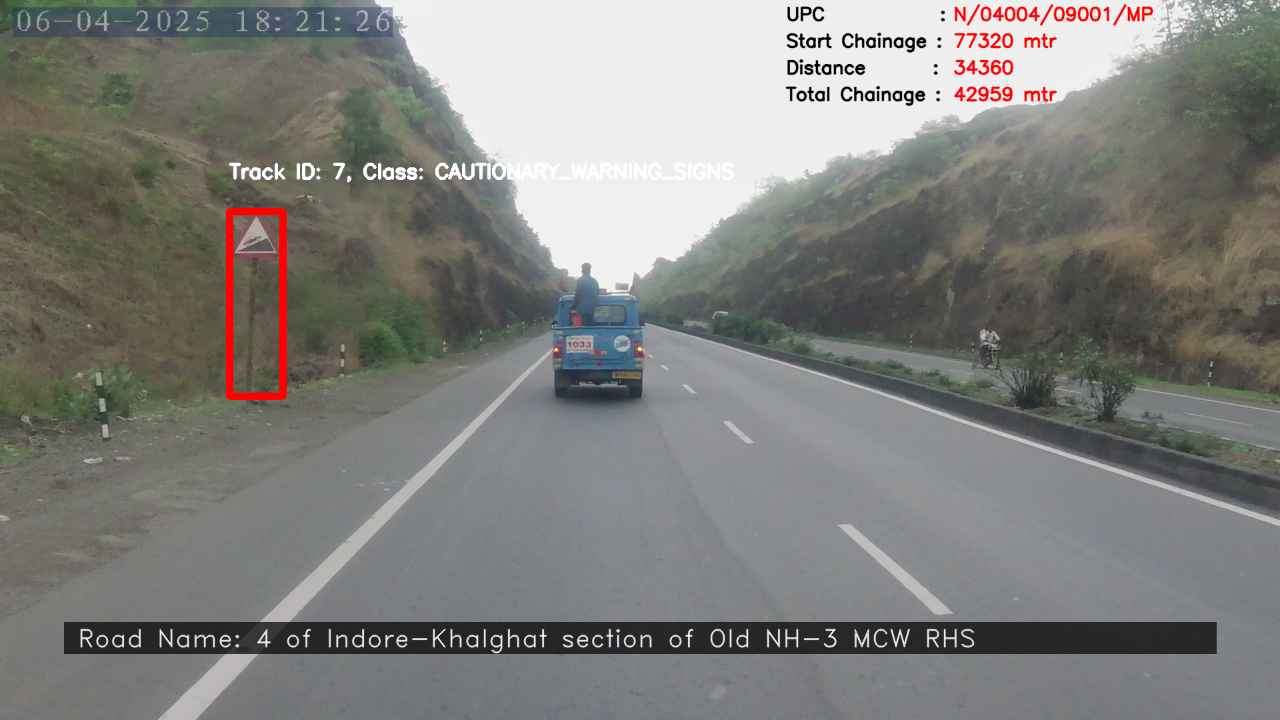 06-04-2025 18:21:26
UPC : N/04004/09001/MP
Start Chainage : 77320 mtr
Distance : 34360
Total Chainage : 42959 mtr
Track ID: 7, Class: CAUTIONARY_WARNING_SIGNS
1033
Road Name: 4 of Indore-Khalghat section of Old NH-3 MCW RHS